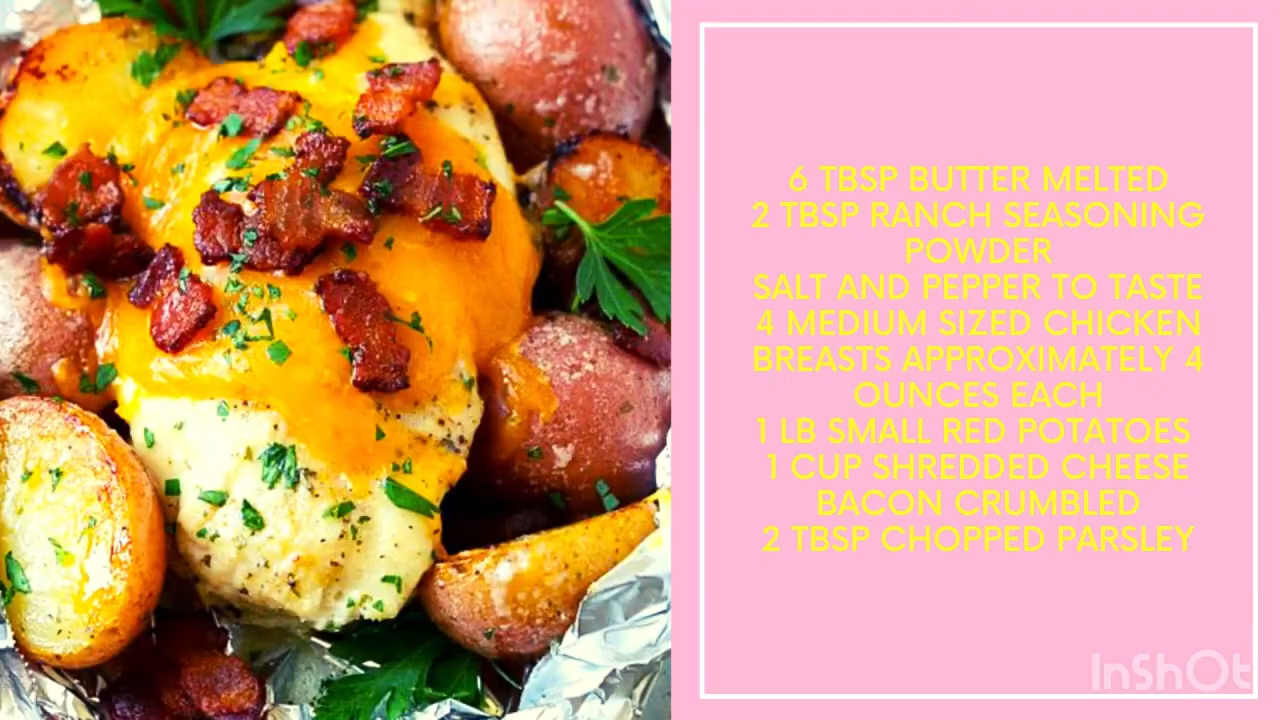 6 TBSP BUTTER MELTED
2 TBSP RANCH SEASONING
POWDER
SALT AND PEPPER TO TASTE
4 MEDIUM SIZED CHICKEN
BREASTS APPROXIMATELY 4
OUNCES EACH
1 LB SMALL RED POTATOES
1 CUP SHREDDED CHEESE
BACON CRUMBLED
2 TBSP CHOPPED PARSLEY
InShOt